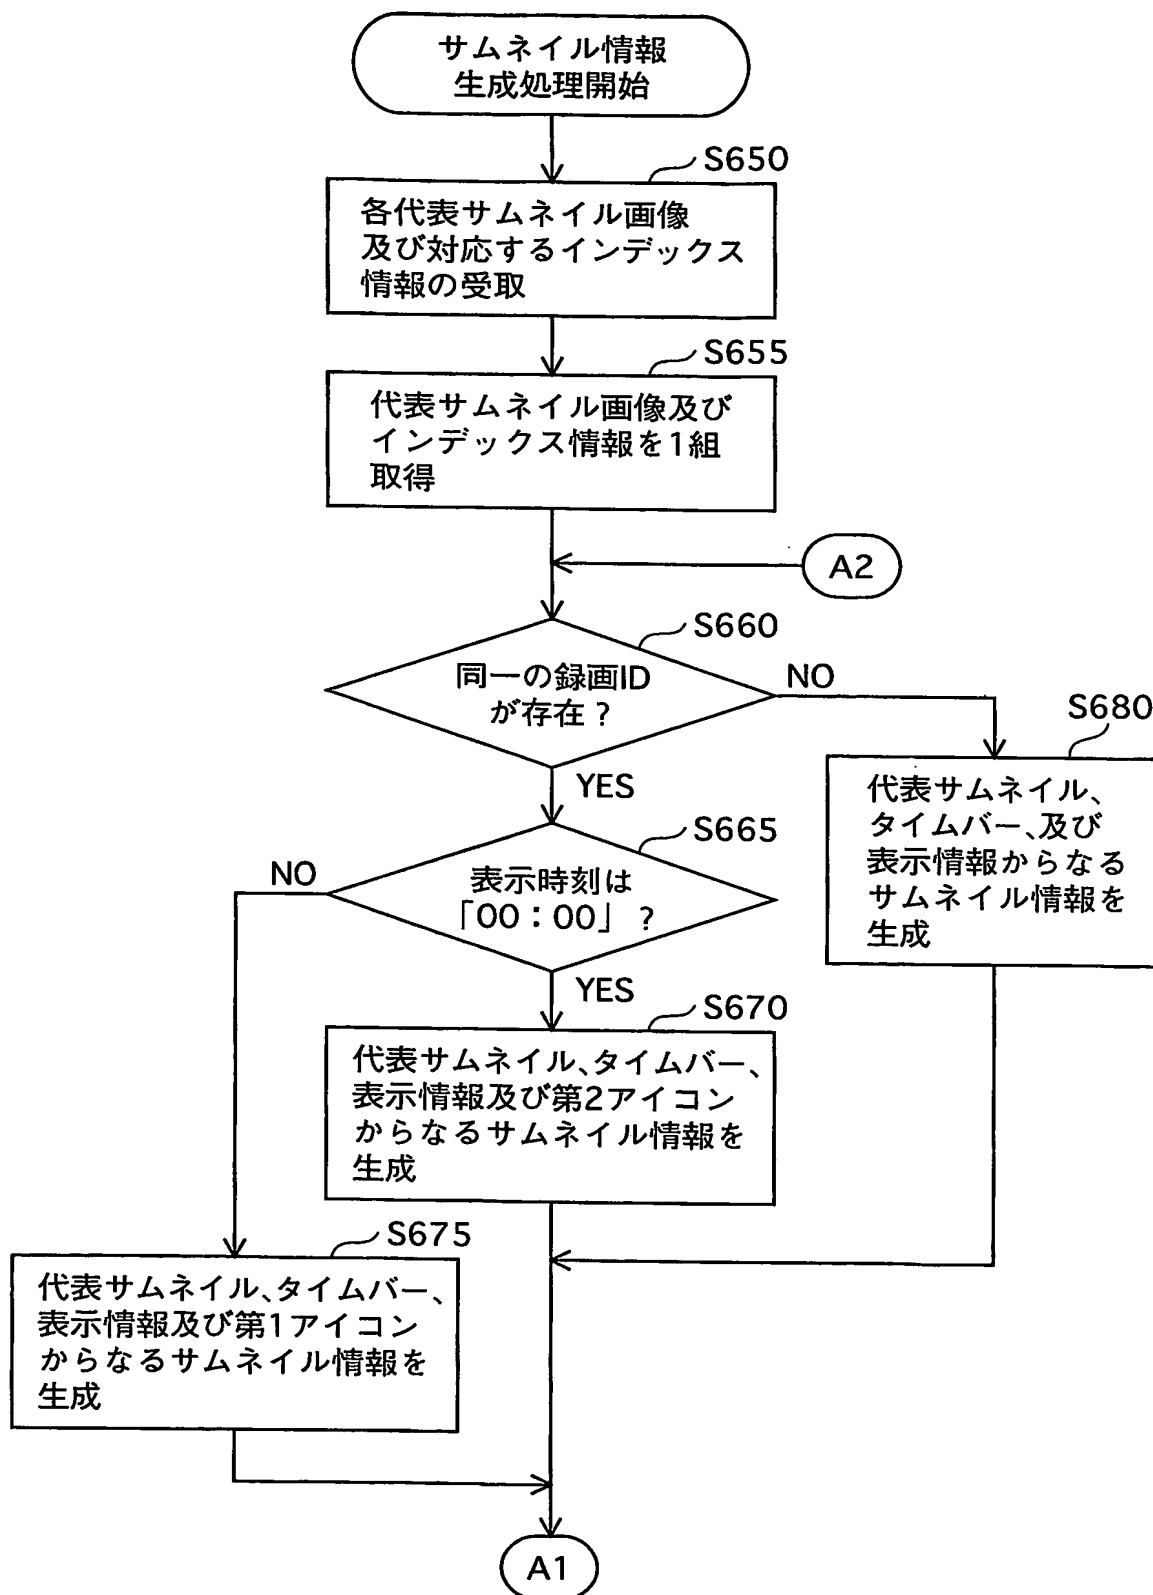 サムネイル情報
生成処理開始
S650
各代表サムネイル画像
及び対応するインデックス
情報の受取
S655
代表サムネイル画像及び
インデックス情報を1組
取得
A2
S660
同一の録画ID
が存在？
NO
YES
S680
代表サムネイル、
タイムバー、及び
表示情報からなる
サムネイル情報を
生成
S665
表示時刻は
「00：00」？
NO
YES
S670
代表サムネイル、タイムバー、
表示情報及び第2アイコン
からなるサムネイル情報を
生成
S675
代表サムネイル、タイムバー、
表示情報及び第1アイコン
からなるサムネイル情報を
生成
A1